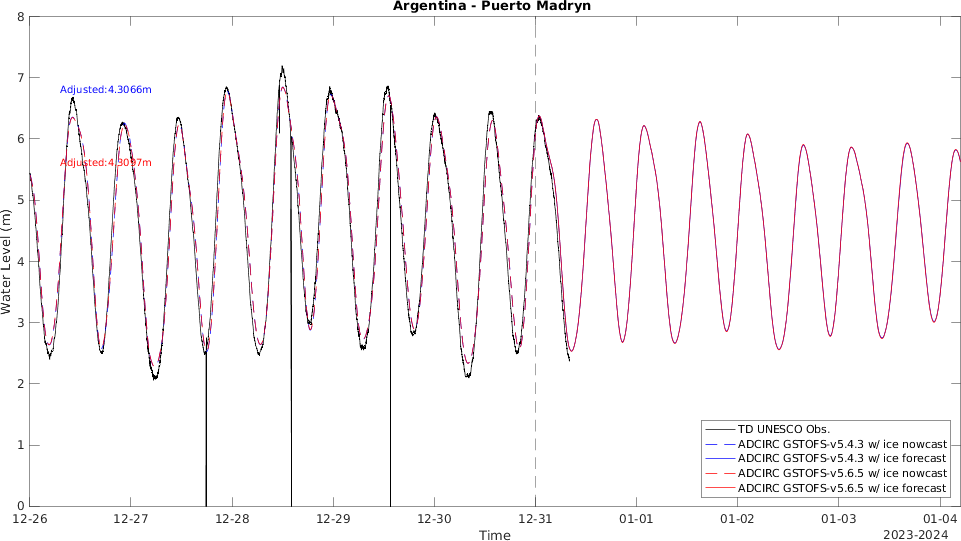 Argentina - Puerto Madryn
8
7
6
5
4
3
2
1
0
Water Level (m)
Adjusted:4.3066m
Adjusted:4.3097m
TD UNESCO Obs.
ADCIRC GSTOFS-v5.4.3 w/ ice nowcast
ADCIRC GSTOFS-v5.4.3 w/ ice forecast
ADCIRC GSTOFS-v5.6.5 w/ ice nowcast
ADCIRC GSTOFS-v5.6.5 w/ ice forecast
12-26 12-27 12-28 12-29 12-30 12-31 01-01 01-02 01-03 01-04
Time
2023-2024